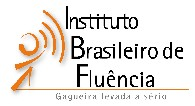 Instituto
Brasileiro de
Fluência
Gagueira levada a sério